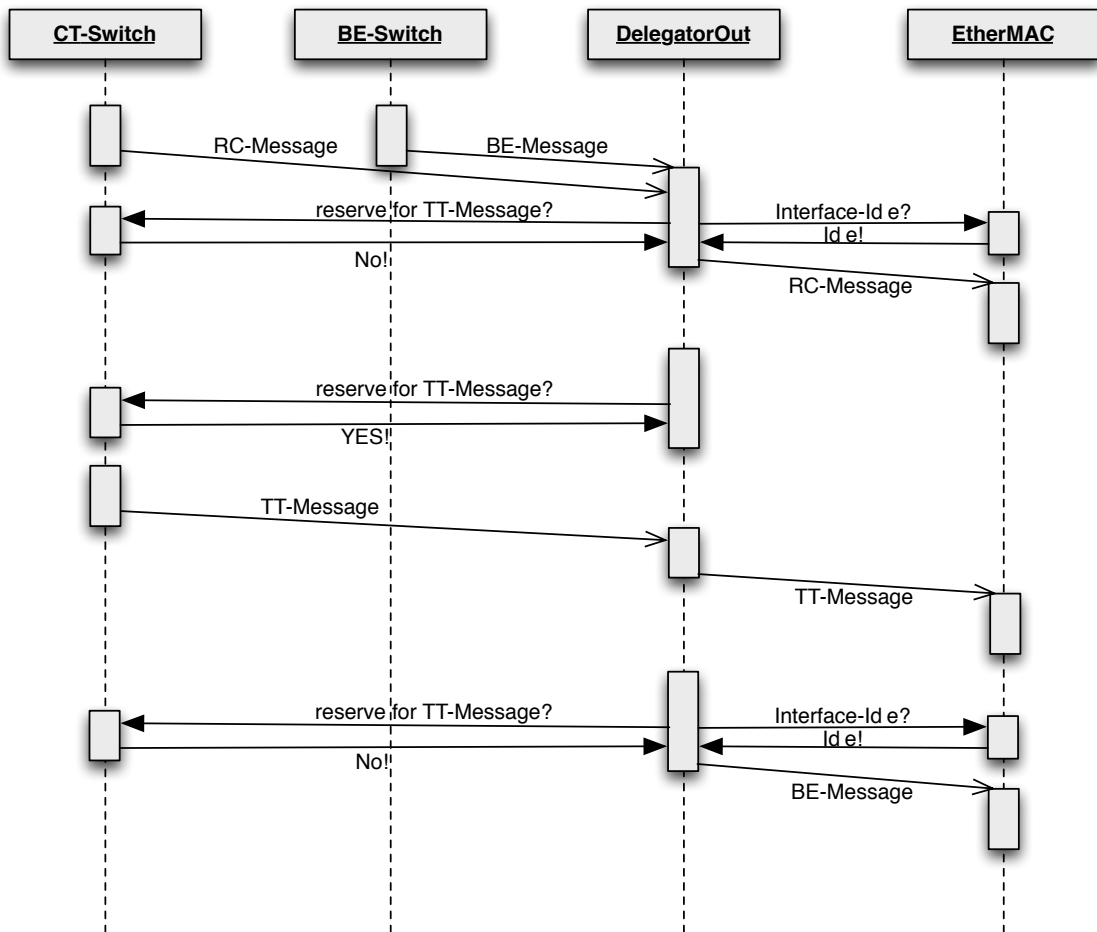 CT-Switch
BE-Switch
DelegatorOut
EtherMAC
RC-Message
BE-Message
reserve for TT-Message?
Interface-Id e?
Id e!
No!
RC-Message
reserve for TT-Message?
YES!
TT-Message
TT-Message
reserve for TT-Message?
Interface-Id e?
Id e!
No!
BE-Message